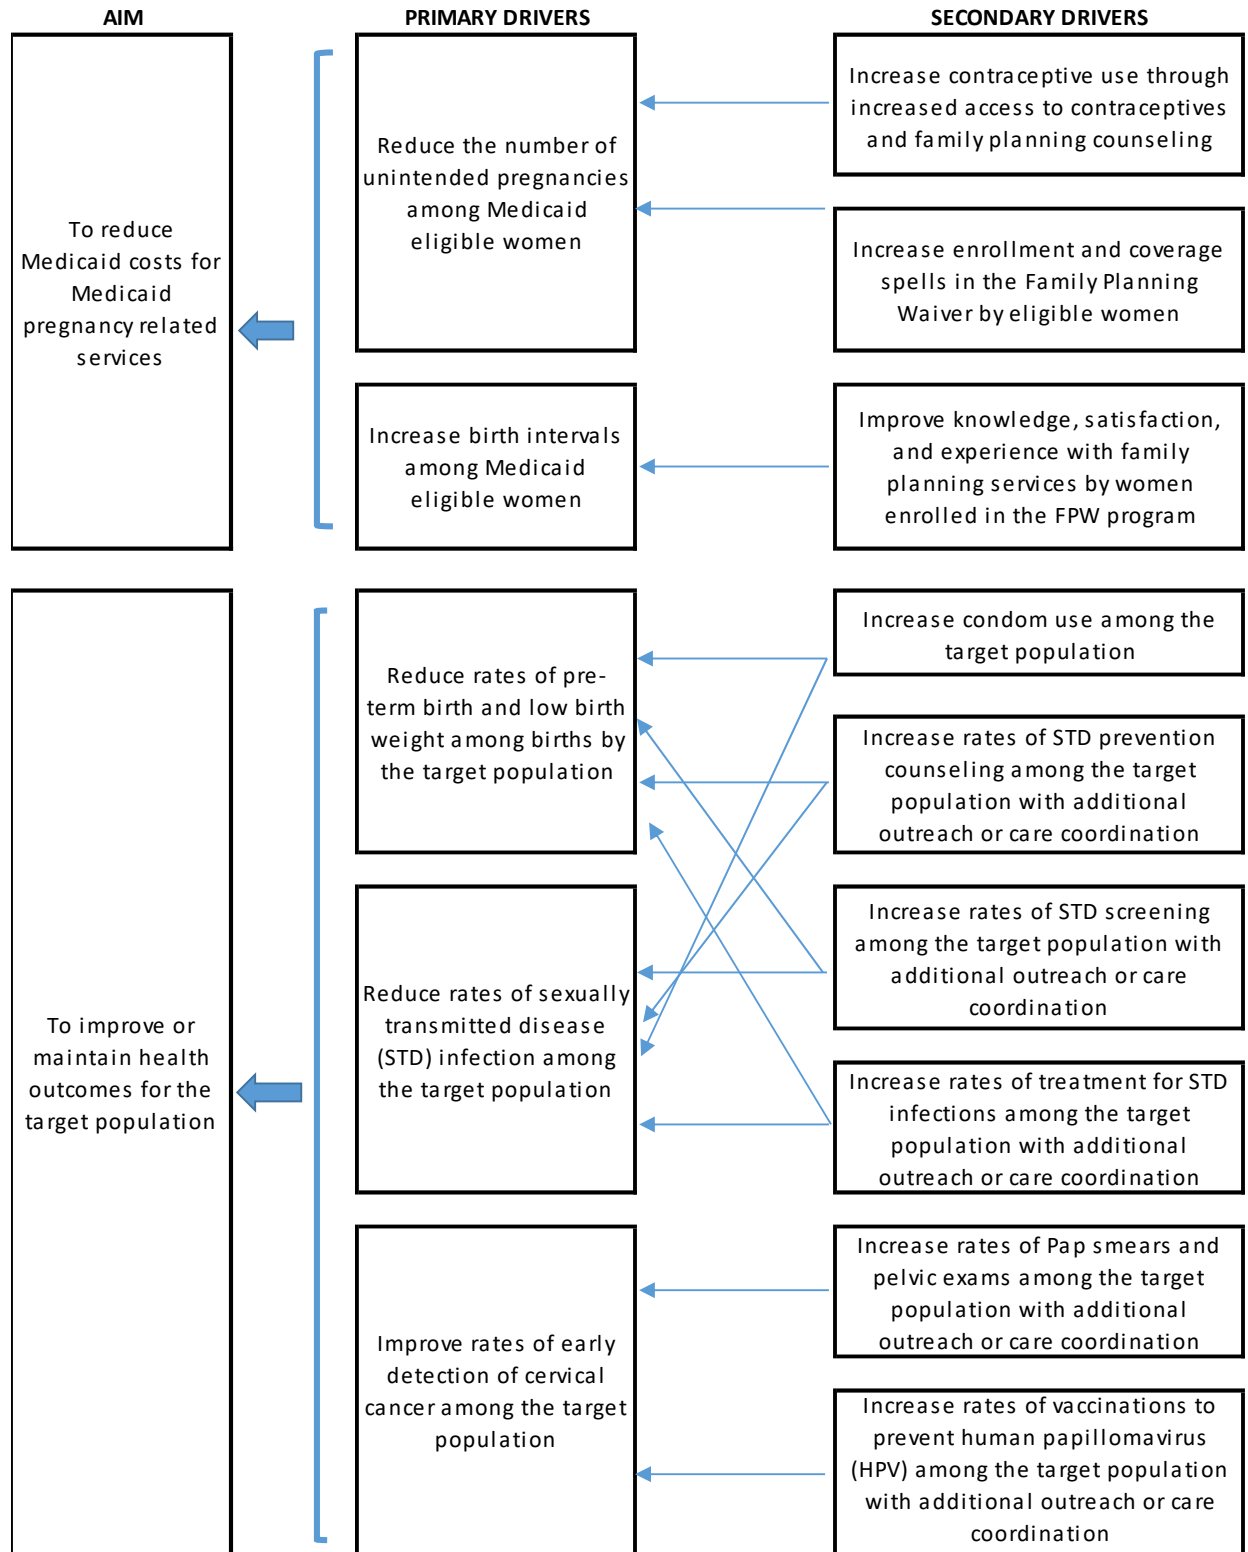 AIM
PRIMARY DRIVERS
SECONDARY DRIVERS
To reduce
Medicaid costs for
Medicaid
pregnancy related
services
Reduce the number of
unintended pregnancies
among Medicaid
eligible women
Increase birth intervals
among Medicaid
eligible women
Increase contraceptive use through
increased access to contraceptives
and family planning counseling
Increase enrollment and coverage
spells in the Family Planning
Waiver by eligible women
Improve knowledge, satisfaction,
and experience with family
planning services by women
enrolled in the FPW program
To improve or
maintain health
outcomes for the
target population
Reduce rates of pre-
term birth and low birth
weight among births by
the target population
Reduce rates of sexually
transmitted disease
(STD) infection among
the target population
Improve rates of early
detection of cervical
cancer among the target
population
Increase condom use among the
target population
Increase rates of STD prevention
counseling among the target
population with additional
outreach or care coordination
Increase rates of STD screening
among the target population with
additional outreach or care
coordination
Increase rates of treatment for STD
infections among the target
population with additional
outreach or care coordination
Increase rates of Pap smears and
pelvic exams among the target
population with additional
outreach or care coordination
Increase rates of vaccinations to
prevent human papillomavirus
(HPV) among the target population
with additional outreach or care
coordination